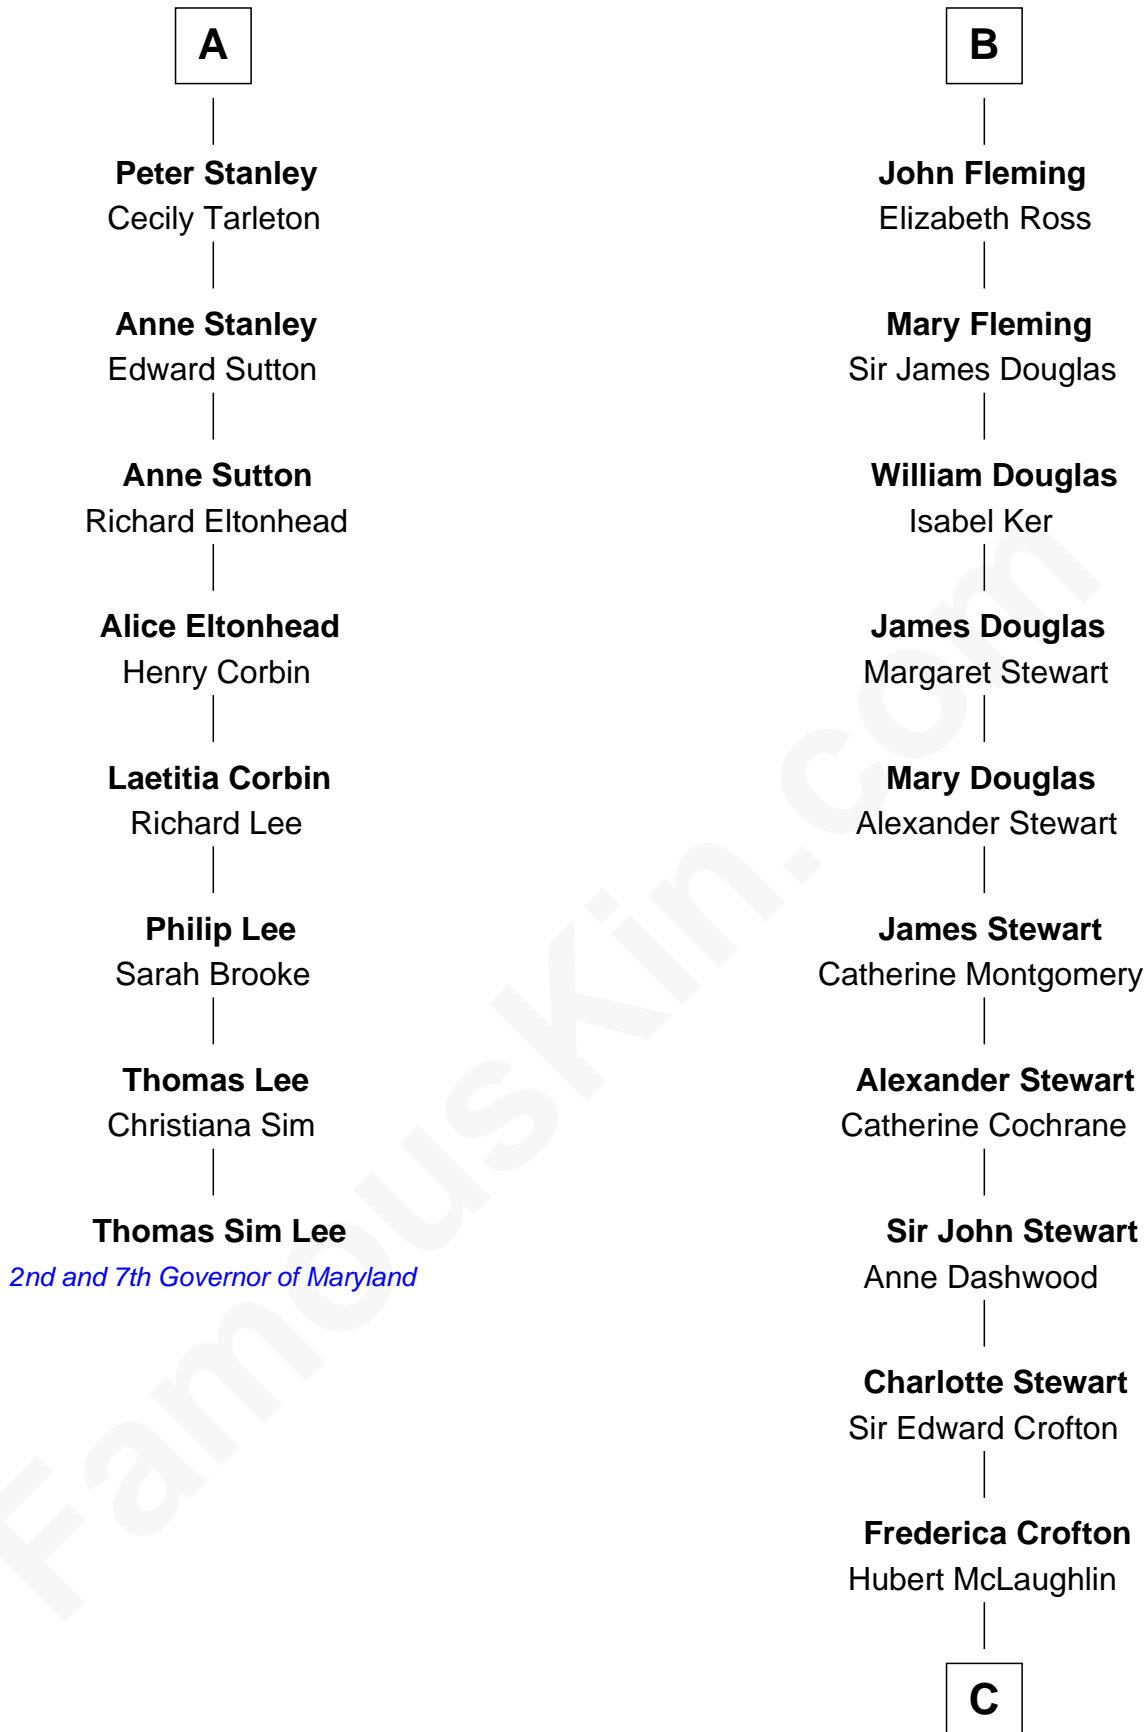 A
Peter Stanley
Cecily Tarleton
Anne Stanley
Edward Sutton
Anne Sutton
Richard Eltonhead
Alice Eltonhead
Henry Corbin
Laetitia Corbin
Richard Lee
Philip Lee
Sarah Brooke
Thomas Lee
Christiana Sim
Thomas Sim Lee
2nd and 7th Governor of Maryland
B
John Fleming
Elizabeth Ross
Mary Fleming
Sir James Douglas
William Douglas
Isabel Ker
James Douglas
Margaret Stewart
Mary Douglas
Alexander Stewart
James Stewart
Catherine Montgomery
Alexander Stewart
Catherine Cochrane
Sir John Stewart
Anne Dashwood
Charlotte Stewart
Sir Edward Crofton
Frederica Crofton
Hubert McLaughlin
C
FamousKin.com